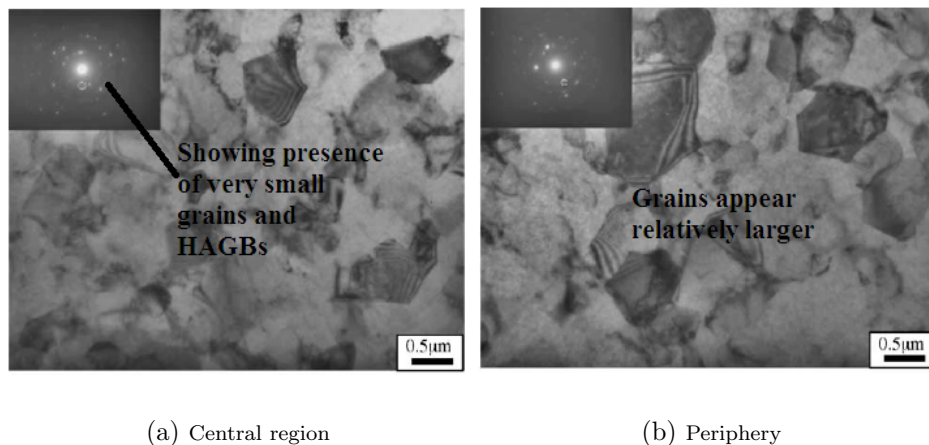 Showing presence
of very small
grains and
HAGBs
0.5μm
Grains appear
relatively larger
0.5μm
(a) Central region
(b) Periphery